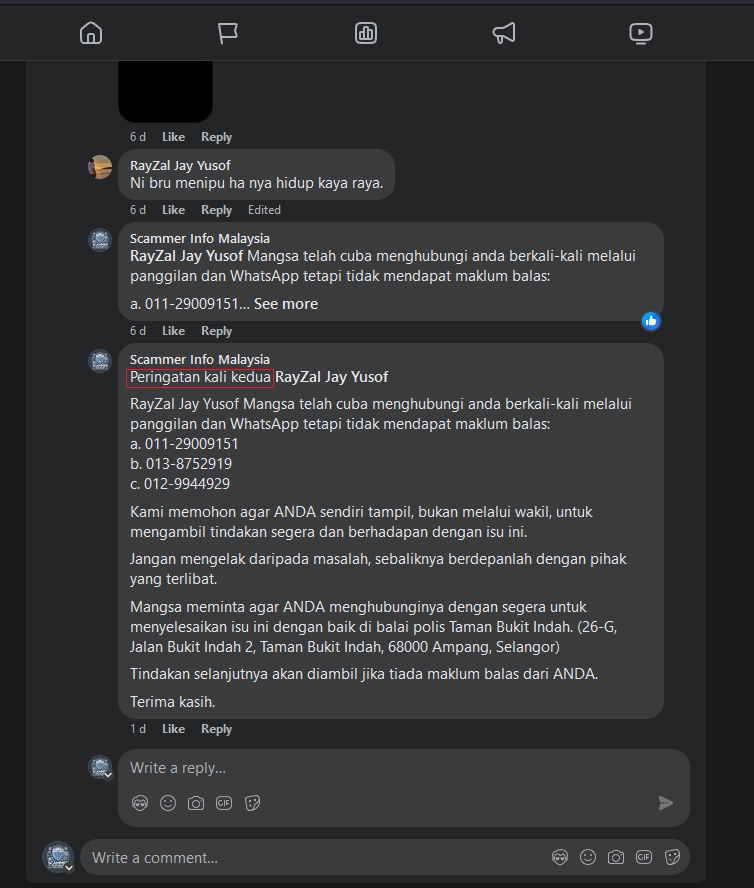 6 d Like Reply
RayZal Jay Yusof
Ni bru menipu ha nya hidup kaya raya.
6 d Like Reply Edited
Scammer Info Malaysia
RayZal Jay Yusof Mangsa telah cuba menghubungi anda berkali-kali melalui
panggilan dan WhatsApp tetapi tidak mendapat maklum balas:
a. 011-29009151... See more
6 d Like Reply
Scammer Info Malaysia
Peringatan kali kedua RayZal Jay Yusof
RayZal Jay Yusof Mangsa telah cuba menghubungi anda berkali-kali melalui
panggilan dan WhatsApp tetapi tidak mendapat maklum balas:
a. 011-29009151
b. 013-8752919
c. 012-9944929
Kami memohon agar ANDA sendiri tampil, bukan melalui wakil, untuk
mengambil tindakan segera dan berhadapan dengan isu ini.
Jangan mengelak daripada masalah, sebaliknya berdepanlah dengan pihak
yang terlibat.
Mangsa meminta agar ANDA menghubunginya dengan segera untuk
menyelesaikan isu ini dengan baik di balai polis Taman Bukit Indah. (26-G,
Jalan Bukit Indah 2, Taman Bukit Indah, 68000 Ampang, Selangor)
Tindakan selanjutnya akan diambil jika tiada maklum balas dari ANDA.
Terima kasih.
1 d Like Reply
Write a reply...
GIF
Write a comment...
GIF